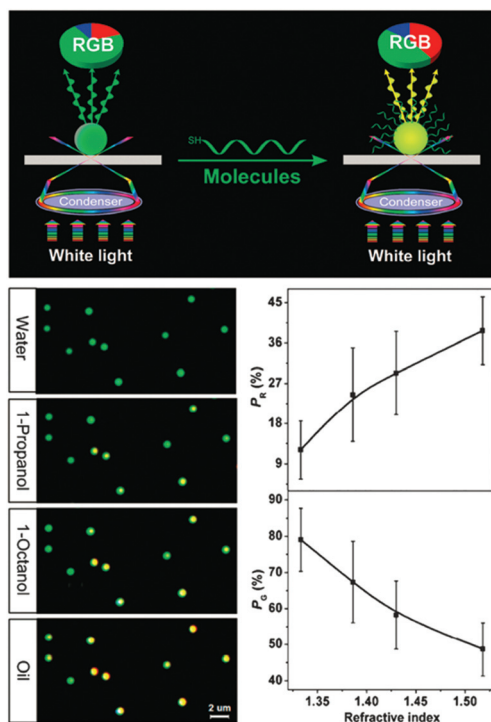 RGB
RGB
SH
Molecules
Condenser
Condenser
White light
White light
Water
1-Propanol
1-Octanol
Oil
2 um
45
36
27
18
9
P_R (%)
90
80
70
60
50
40
P_G (%)
1.35
1.40
1.45
1.50
Refractive index